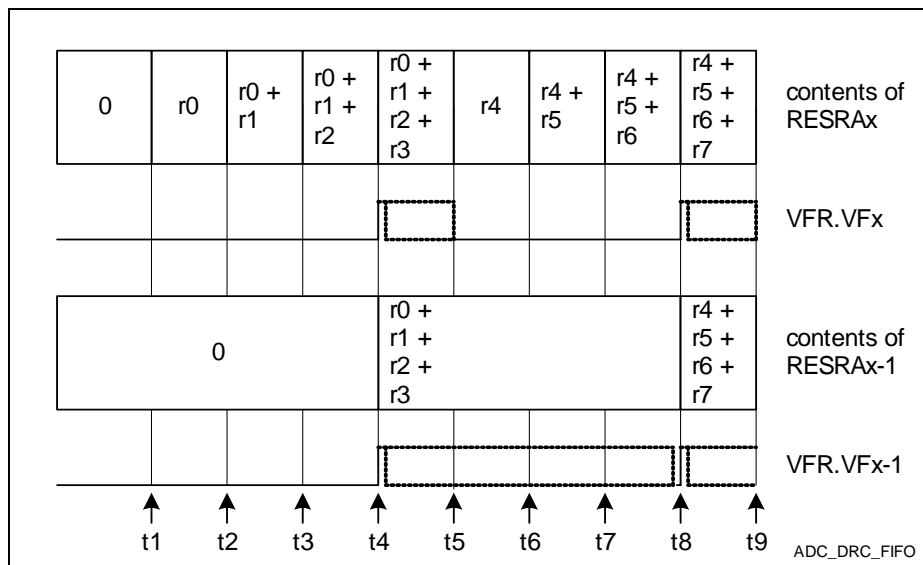 0
r0
r0 +
r1
r0 +
r1 +
r2
r0 +
r1 +
r2 +
r3
r4
r4 +
r5
r4 +
r5 +
r6
r4 +
r5 +
r6 +
r7
contents of
RESRAx
VFR.VFx
0
r0 +
r1 +
r2 +
r3
r4 +
r5 +
r6 +
r7
contents of
RESRAx-1
VFR.VFx-1
t1 t2 t3 t4 t5 t6 t7 t8 t9
ADC_DRC_FIFO